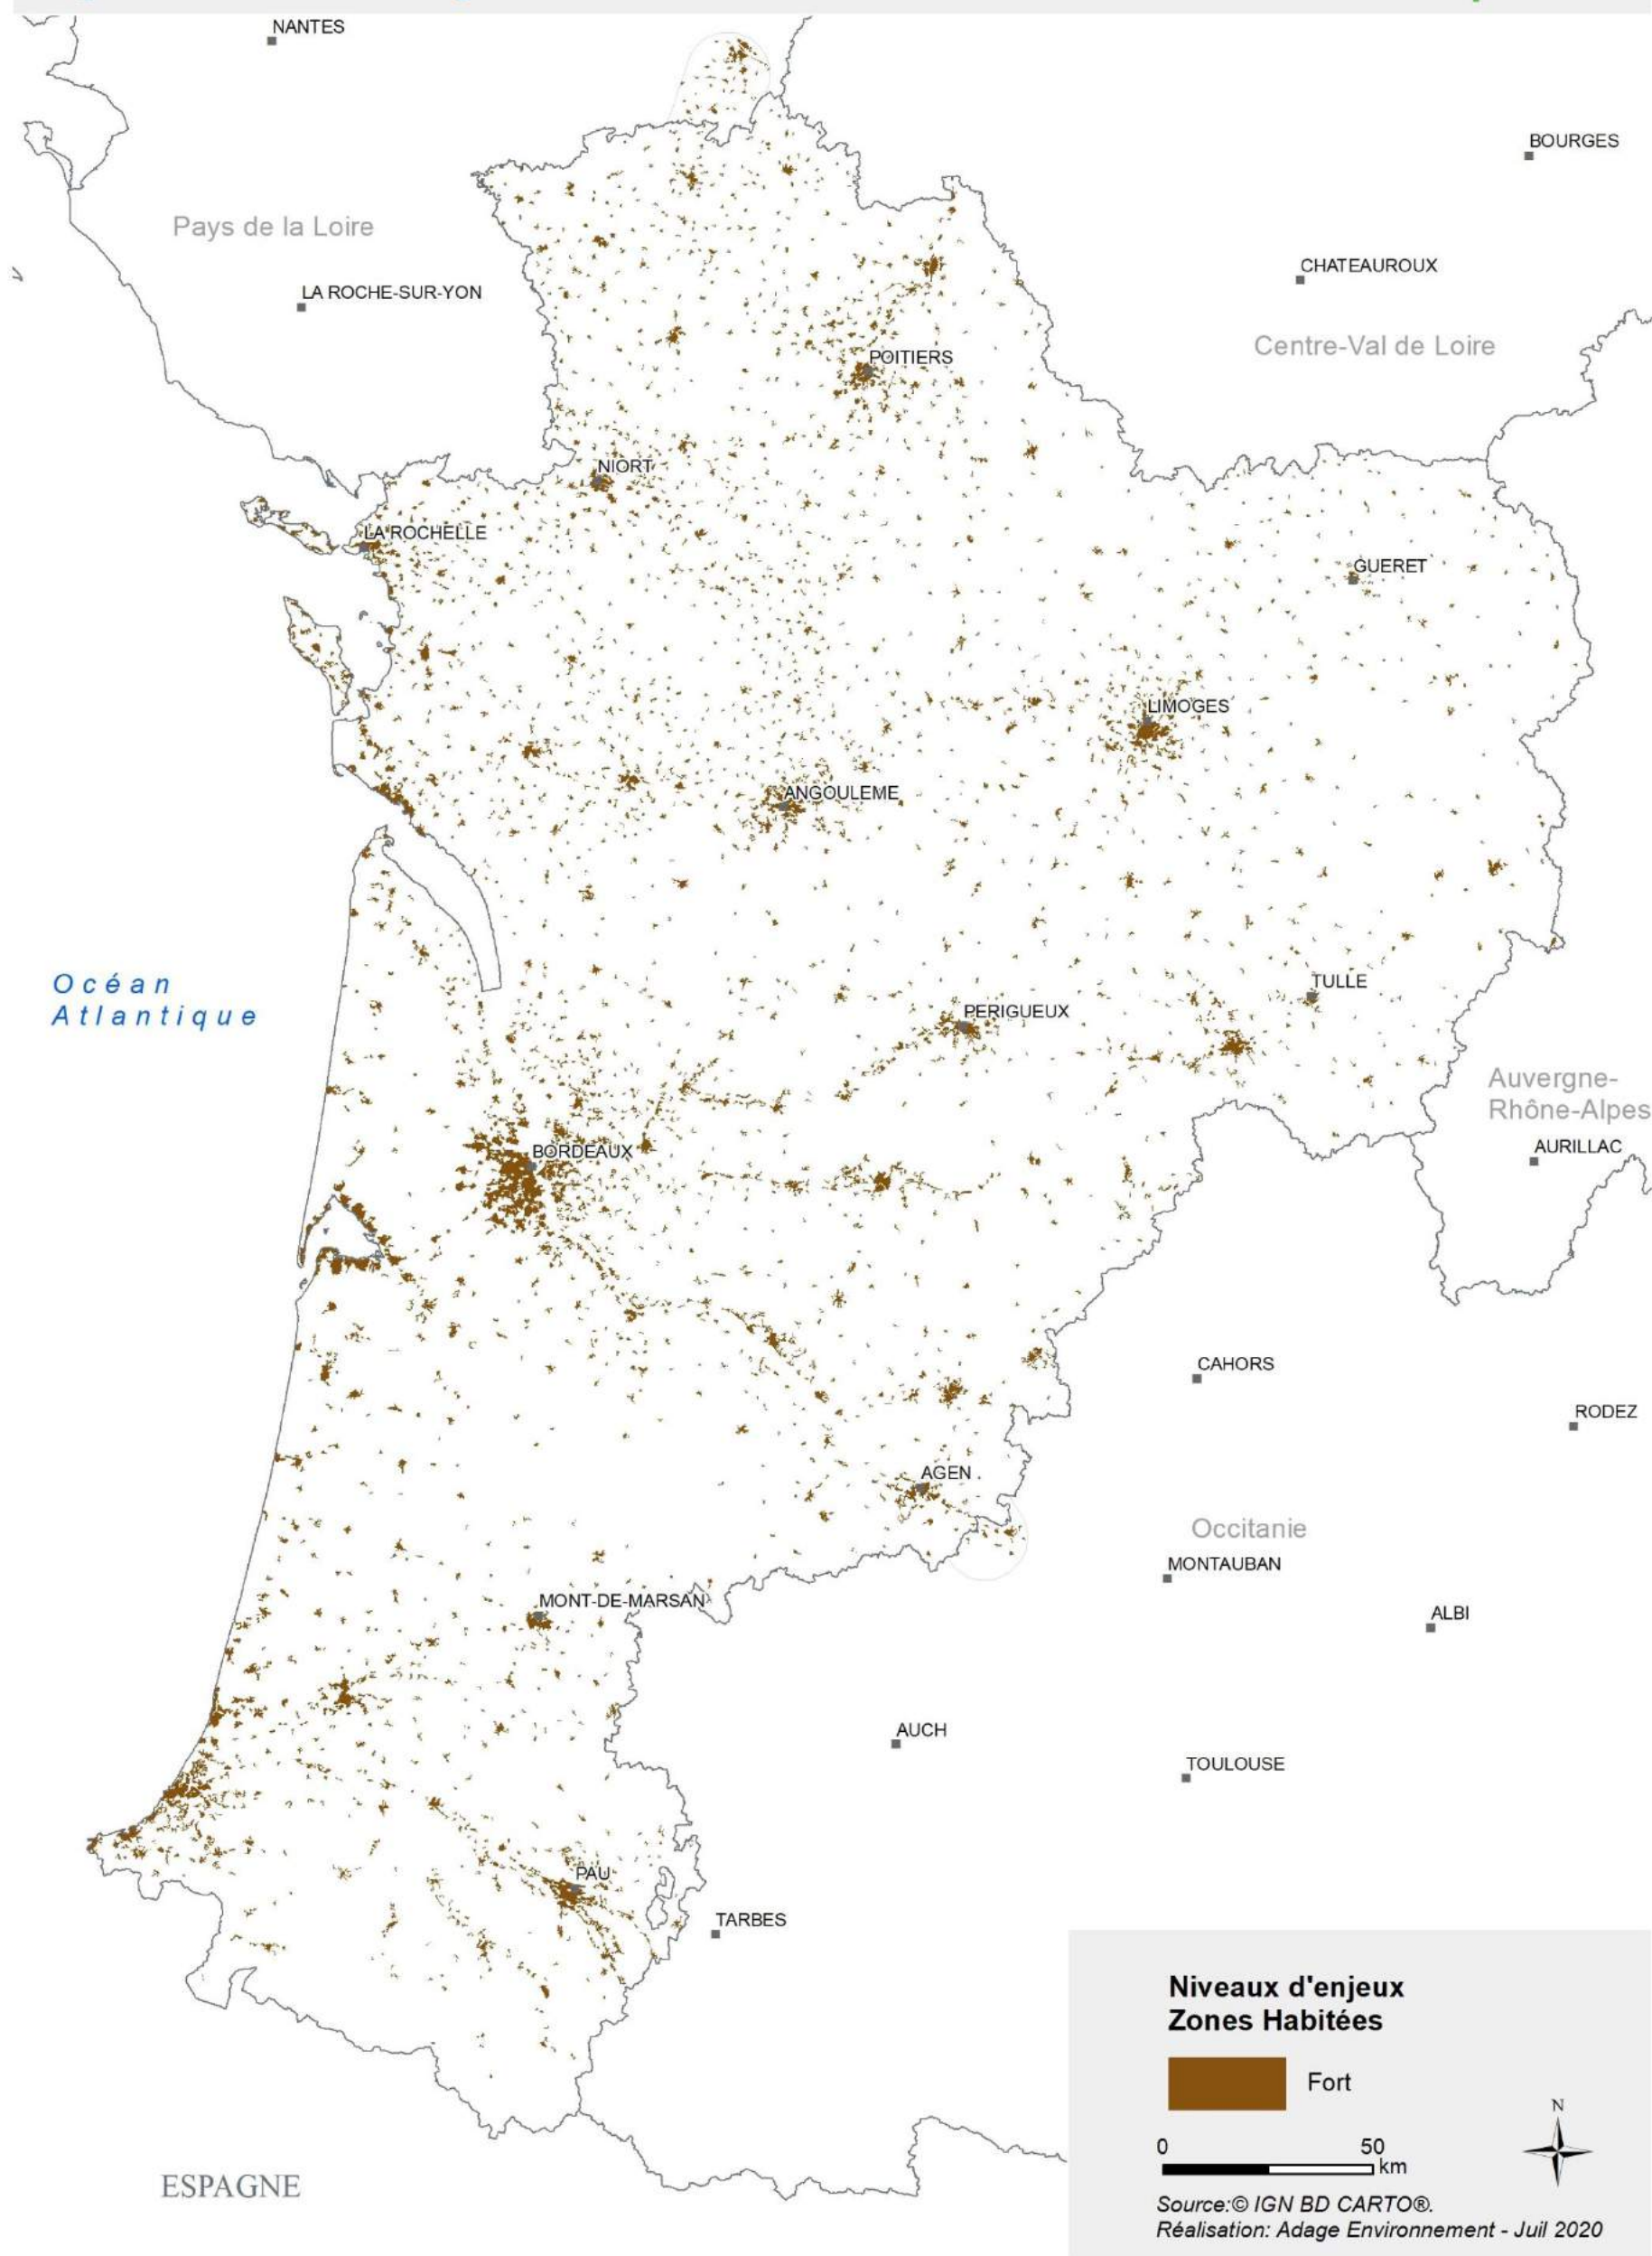 NANTES
BOURGES
Pays de la Loire
CHATEAUROUX
LA ROCHE-SUR-YON
Centre-Val de Loire
POITIERS
NIORT
LA ROCHELLE
GUERET
LIMOGES
ANGOULEME
Océan
Atlantique
TULLE
PERIGUEUX
Auvergne-
Rhône-Alpes
AURILLAC
BORDEAUX
CAHORS
RODEZ
AGEN
Occitanie
MONTAUBAN
MONT-DE-MARSAN
ALBI
AUCH
TOULOUSE
PAU
TARBES
Niveaux d'enjeux
Zones Habitées
Fort
N
0 50
km
ESPAGNE
Source:© IGN BD CARTO®.
Réalisation: Adage Environnement - Juil 2020